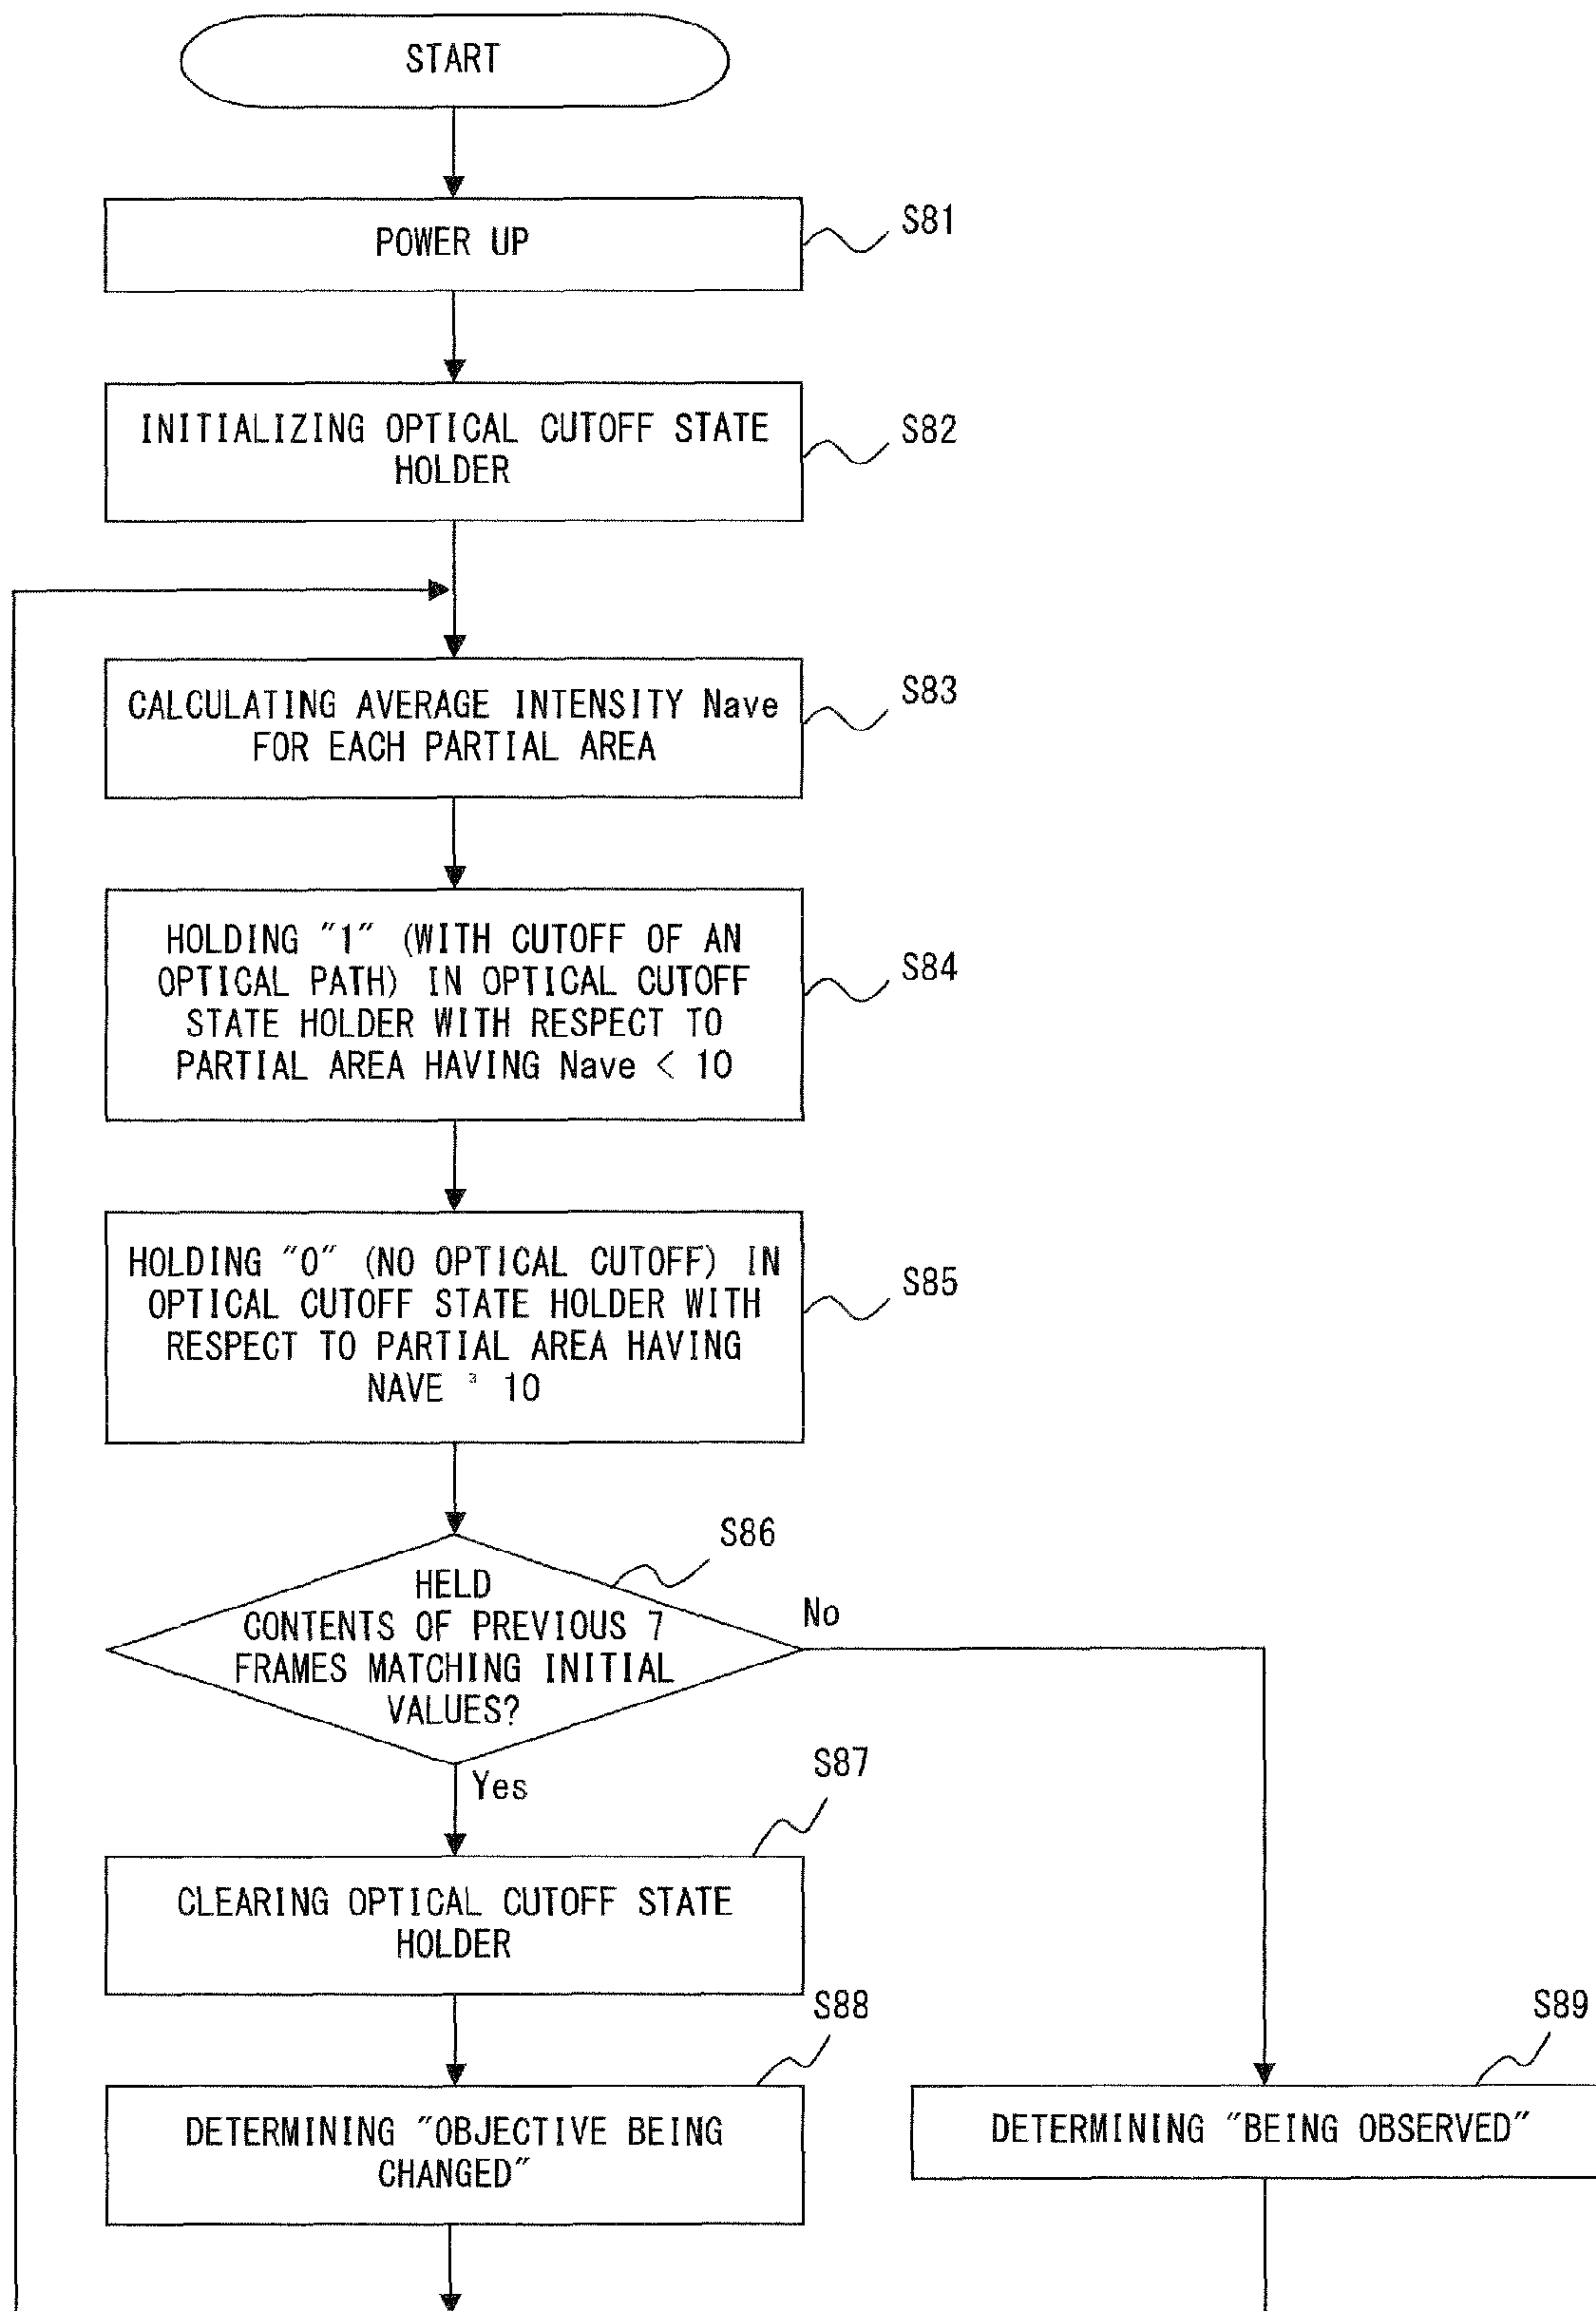 START
POWER UP
S81
INITIALIZING OPTICAL CUTOFF STATE
HOLDER
S82
CALCULATING AVERAGE INTENSITY Nave
FOR EACH PARTIAL AREA
S83
HOLDING ″1″ (WITH CUTOFF OF AN
OPTICAL PATH) IN OPTICAL CUTOFF
STATE HOLDER WITH RESPECT TO
PARTIAL AREA HAVING Nave < 10
S84
HOLDING ″0″ (NO OPTICAL CUTOFF) IN
OPTICAL CUTOFF STATE HOLDER WITH
RESPECT TO PARTIAL AREA HAVING
NAVE ³ 10
S85
S86
HELD
CONTENTS OF PREVIOUS 7
FRAMES MATCHING INITIAL
VALUES?
No
Yes
S87
CLEARING OPTICAL CUTOFF STATE
HOLDER
S88
DETERMINING ″OBJECTIVE BEING
CHANGED″
S89
DETERMINING ″BEING OBSERVED″